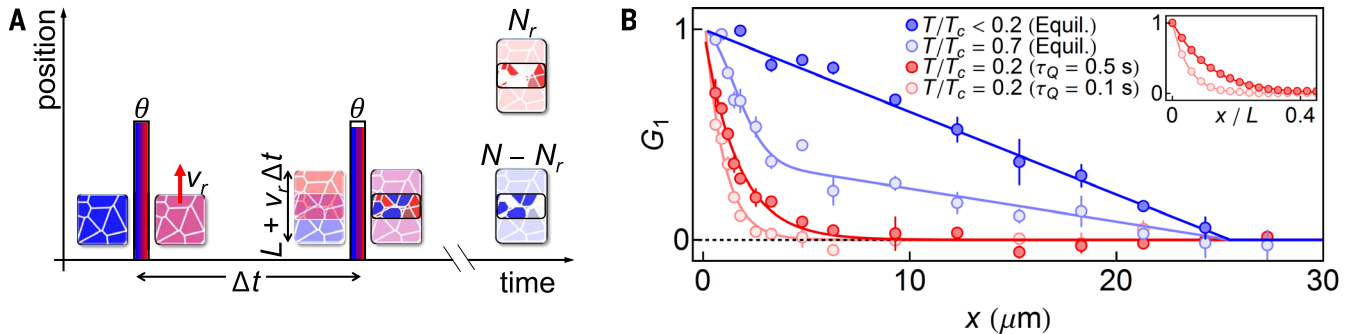 A
position
θ
v_r
L + v_rΔt
θ
N_r
N − N_r
Δt
time
B
G_1
1
0
T/T_c < 0.2 (Equil.)
T/T_c = 0.7 (Equil.)
T/T_c = 0.2 (τ_Q = 0.5 s)
T/T_c = 0.2 (τ_Q = 0.1 s)
1
0
0
0.4
x / L
0
10
20
30
x (μm)